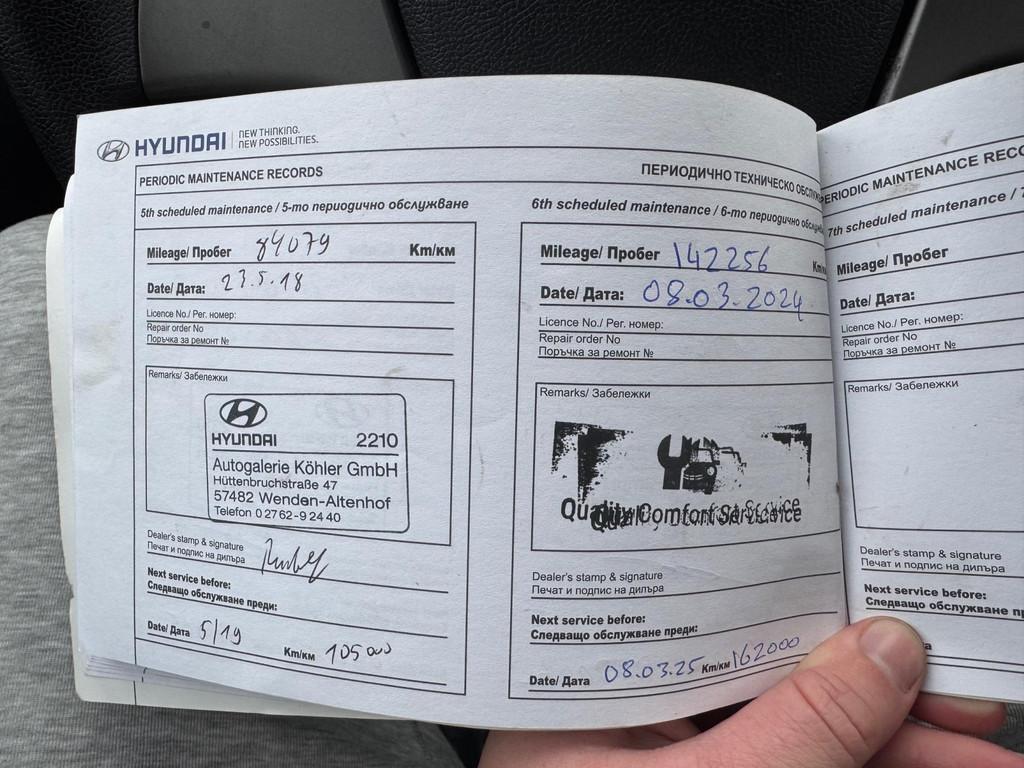 HYUNDAI
NEW THINKING.
NEW POSSIBILITIES.
PERIODIC MAINTENANCE RECORDS
5th scheduled maintenance / 5-то периодично обслужване
Mileage/ Пробег 84079 Km/км
Date/ Дата: 23.5.18
Licence No./ Рег. номер:
Repair order No
Поръчка за ремонт №
Remarks/ Забележки
HYUNDAI 2210
Autogalerie Köhler GmbH
Hüttenbruchstraße 47
57482 Wenden-Altenhof
Telefon 0 27 62-9 24 40
Dealer's stamp & signature
Печат и подпис на дилъра
Next service before:
Следващо обслужване преди:
Date/ Дата 5/19 Km/км 105000
ПЕРИОДИЧНО ТЕХНИЧЕСКО
6th scheduled maintenance / 6-то периодично
Mileage/ Пробег 142256
Date/ Дата: 08.03.2024
Licence No./ Рег. номер:
Repair order No
Поръчка за ремонт №
Remarks/ Забележки
Quality Comfort Service
Dealer's stamp & signature
Печат и подпис на дилъра
Next service before:
Следващо обслужване преди:
Date/ Дата 08.03.25 Km/км 162000
MAINTENANCE
7th scheduled maintenance /
Mileage/ Пробег
Date/ Дата:
Licence No./ Рег. номер:
Repair order No
Поръчка за ремонт №
Remarks/ Забележки
Dealer's stamp & signature
Печат и подпис на дилъра
Next service before:
Следващо обслужване